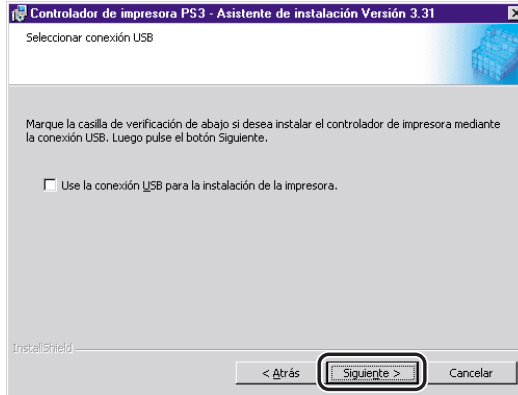 Controlador de impresora PS3 - Asistente de instalación Versión 3.31
Seleccionar conexión USB
Marque la casilla de verificación de abajo si desea instalar el controlador de impresora mediante
la conexión USB. Luego pulse el botón Siguiente.
Use la conexión USB para la instalación de la impresora.
InstallShield
< Atrás Siguiente > Cancelar